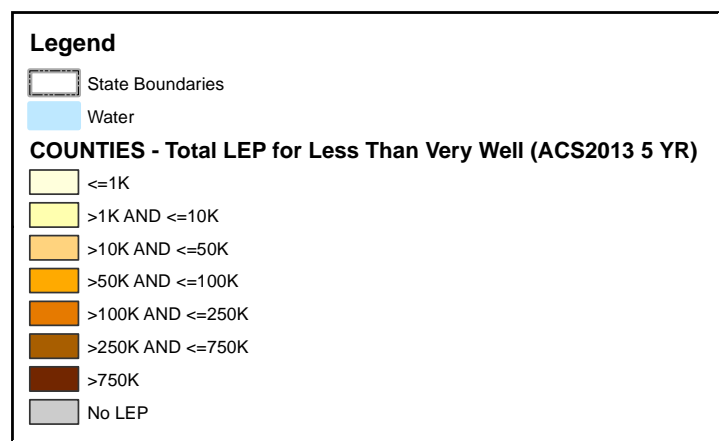 Legend
State Boundaries
Water
COUNTIES - Total LEP for Less Than Very Well (ACS2013 5 YR)
<=1K
>1K AND <=10K
>10K AND <=50K
>50K AND <=100K
>100K AND <=250K
>250K AND <=750K
>750K
No LEP